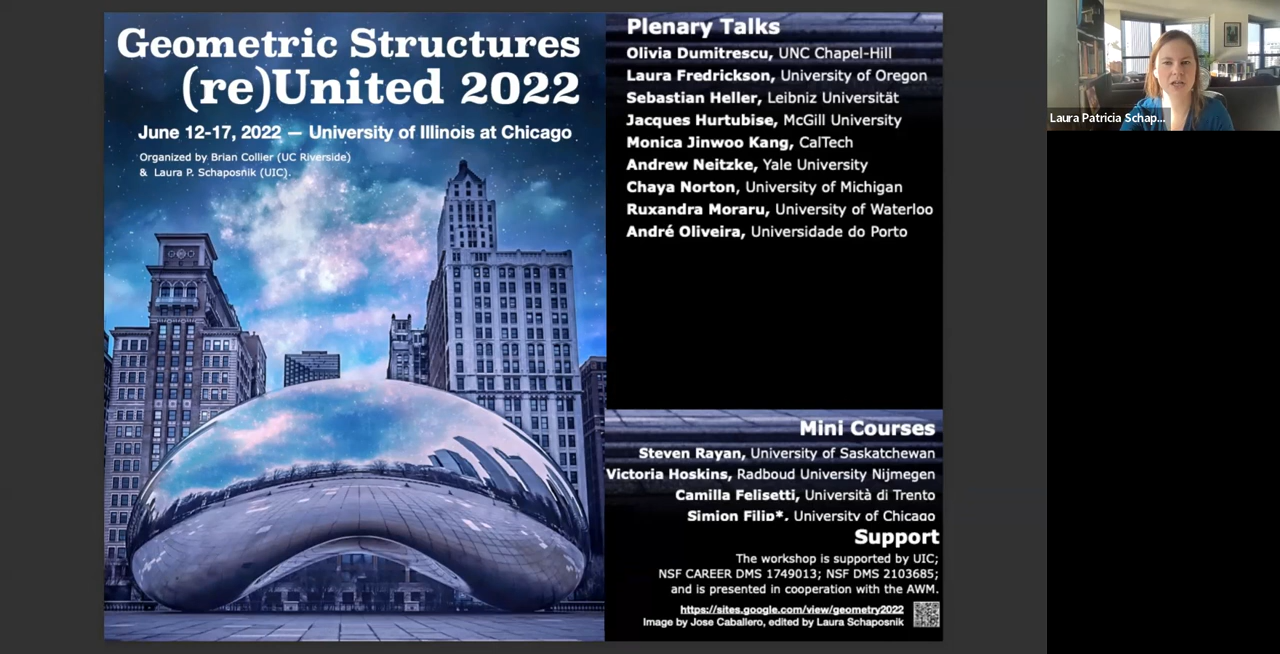 Geometric Structures
(re)United 2022
June 12-17, 2022 — University of Illinois at Chicago
Organized by Brian Collier (UC Riverside)
& Laura P. Schaposnik (UIC).
Plenary Talks
Olivia Dumitrescu, UNC Chapel-Hill
Laura Fredrickson, University of Oregon
Sebastian Heller, Leibniz Universität
Jacques Hurtubise, McGill University
Monica Jinwoo Kang, CalTech
Andrew Neitzke, Yale University
Chaya Norton, University of Michigan
Ruxandra Moraru, University of Waterloo
André Oliveira, Universidade do Porto
Mini Courses
Steven Rayan, University of Saskatchewan
Victoria Hoskins, Radboud University Nijmegen
Camilla Felisetti, Università di Trento
Simion Filip*, University of Chicago
Support
The workshop is supported by UIC;
NSF CAREER DMS 1749013; NSF DMS 2103685;
and is presented in cooperation with the AWM.
https://sites.google.com/view/geometry2022
Image by Jose Caballero, edited by Laura Schaposnik
Laura Patricia Schap...